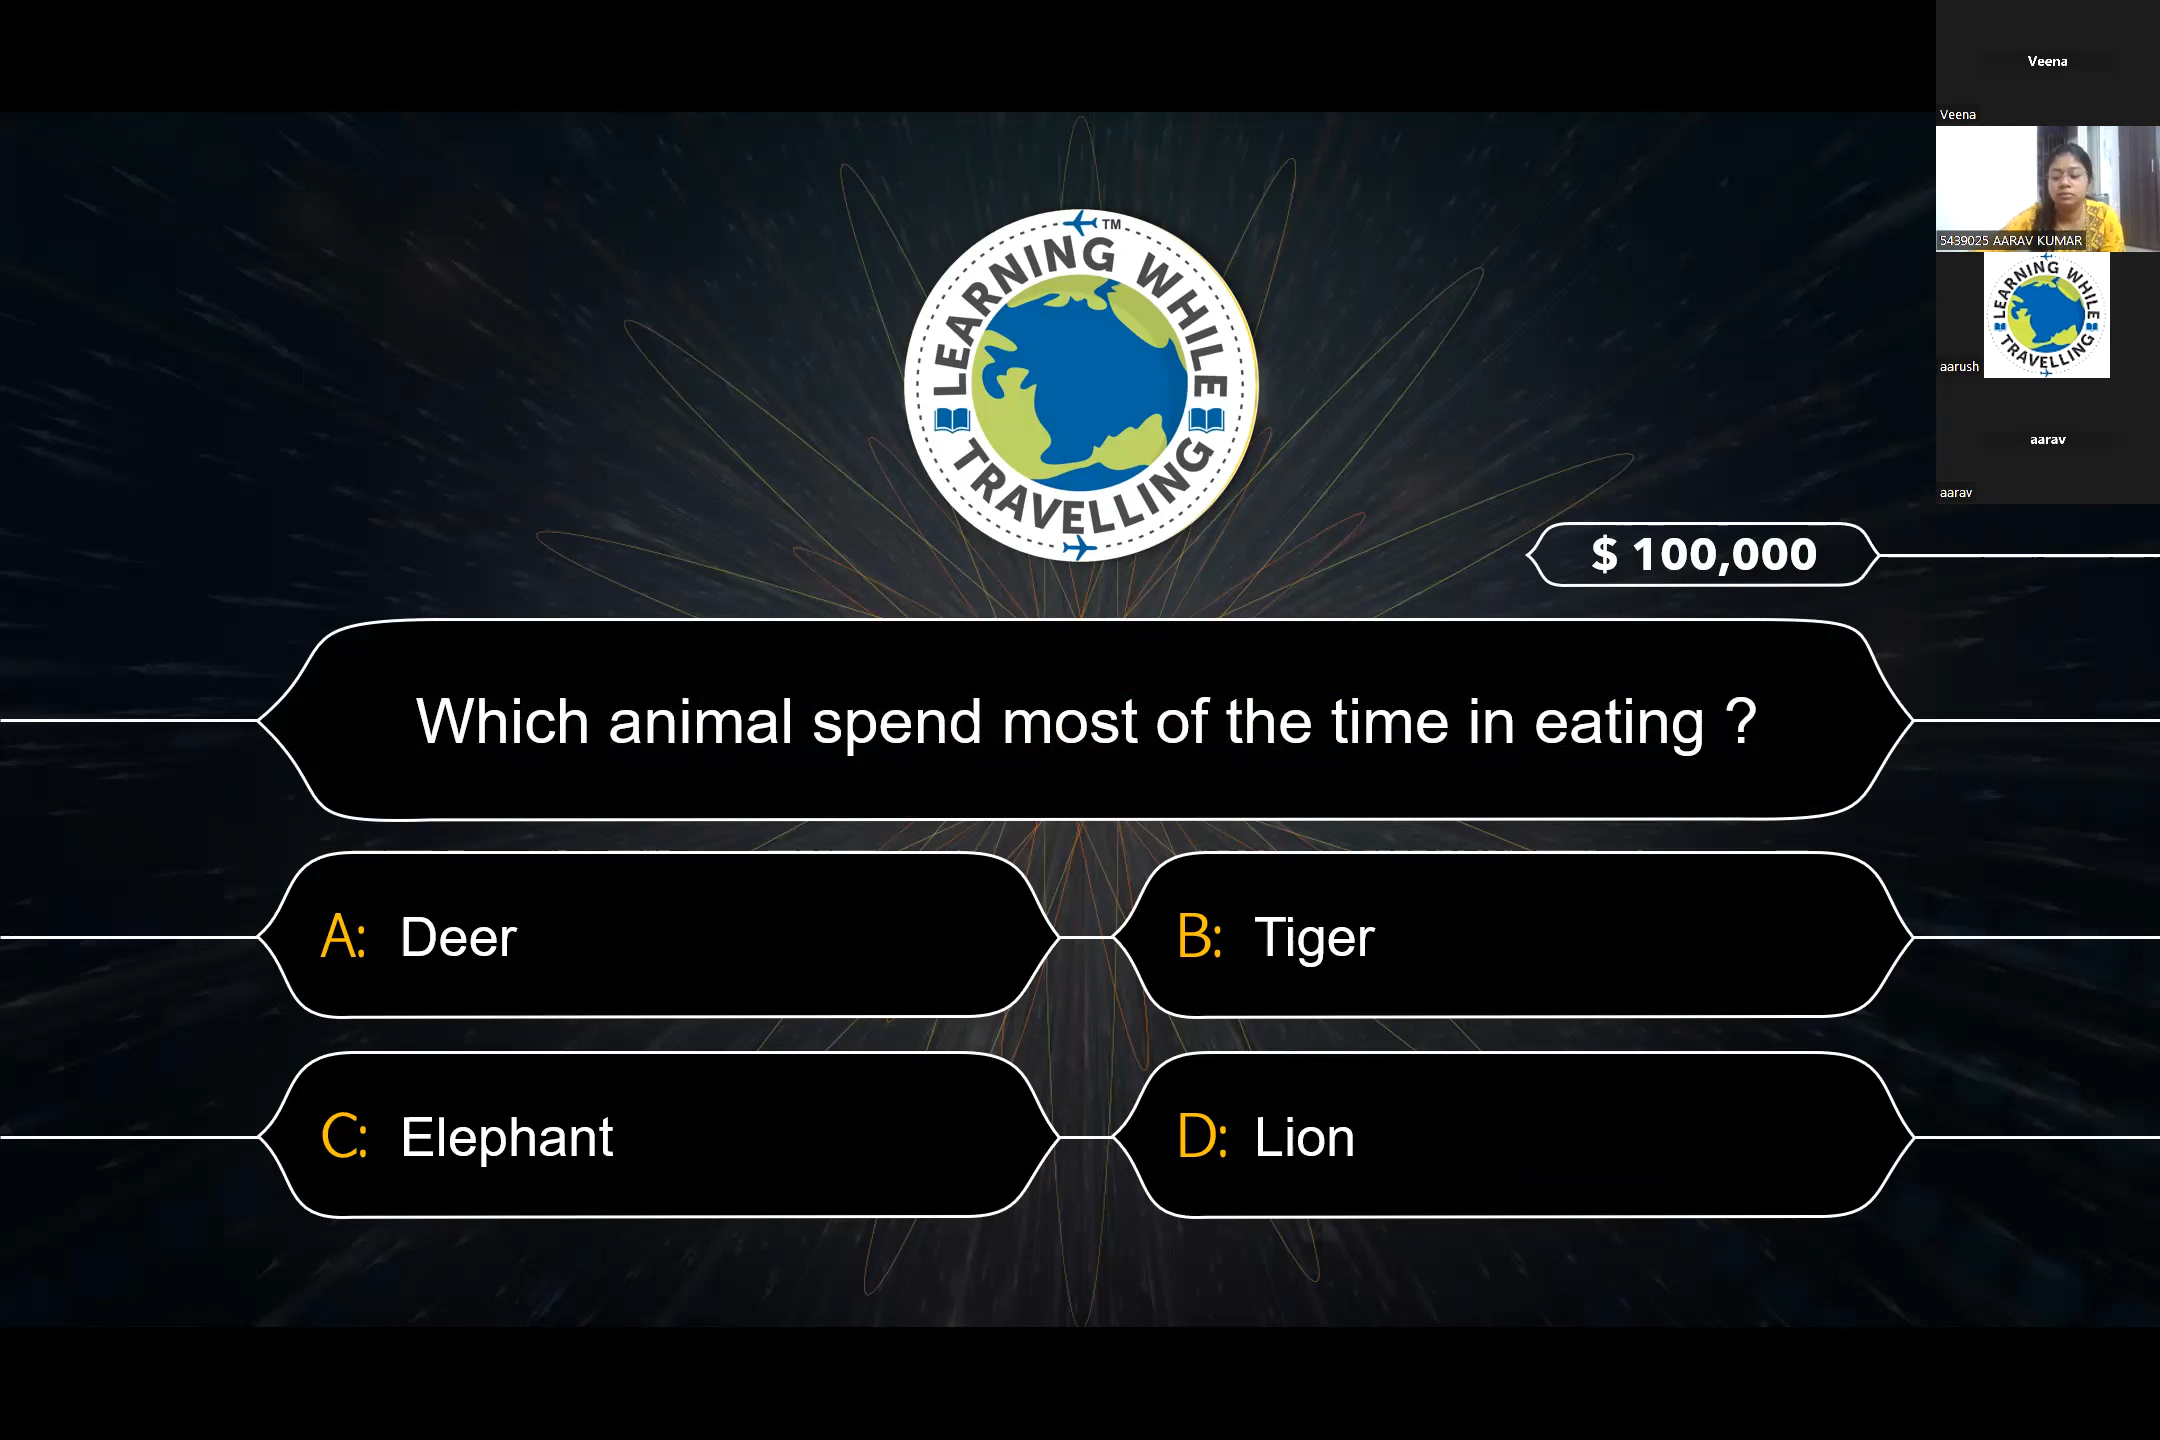 Veena
Veena
5439025 AARAV KUMAR
LEARNING WHILE
TRAVELLING
aarush
aarav
aarav
TM
LEARNING WHILE
TRAVELLING
$ 100,000
Which animal spend most of the time in eating ?
A: Deer
B: Tiger
C: Elephant
D: Lion